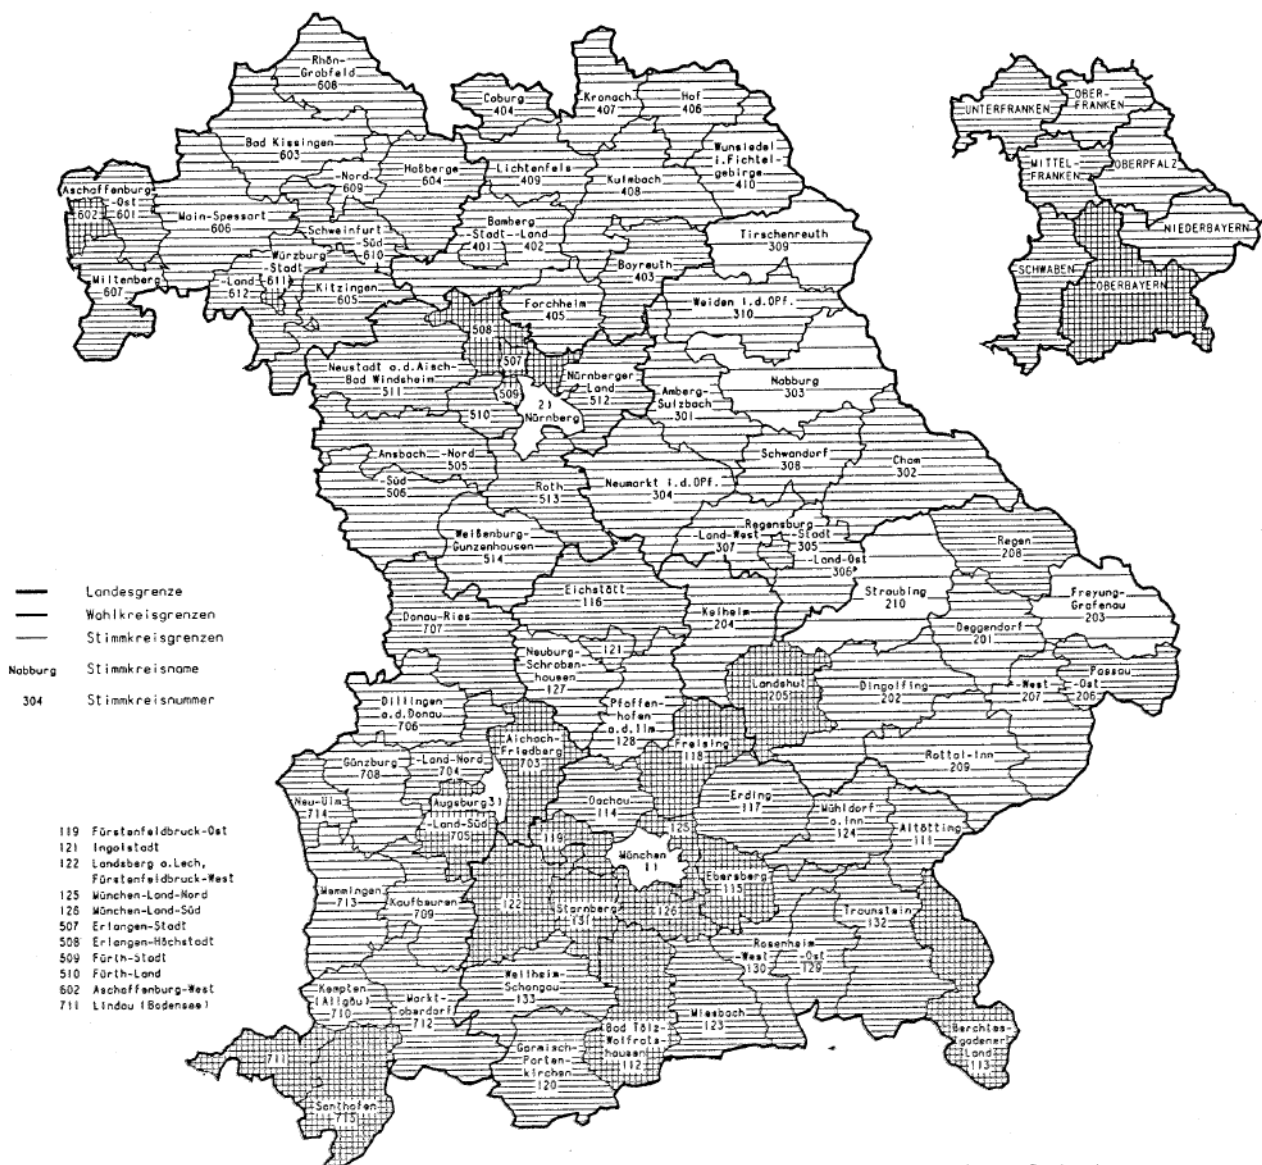 Rhön-
Grabfeld
608
Coburg
404
Kronach
407
Hof
406
Bad Kissingen
603
-Nord
609
Haßberge
604
Lichtenfels
409
Kulmbach
408
Wunsiedel
i.Fichtel-
gebirge
410
Aschaffenburg
-Ost
602
601
Main-Spessart
606
Schweinfurt
-Süd
610
Bamberg
-Stadt-
-Land
401
402
Tirschenreuth
309
Miltenberg
607
Würzburg
-Stadt
611
-Land
612
Kitzingen
605
Bayreuth
403
Forchheim
405
Weiden i.d.OPf.
310
508
507
Neustadt a.d.Aisch-
Bad Windsheim
511
509
510
2)
Nürnberg
Nürnberger
Land
512
Amberg-
Sulzbach
301
Nabburg
303
Ansbach
-Nord
505
-Süd
506
Roth
513
Neumarkt i.d.OPf.
304
Schwandorf
308
Cham
302
Weißenburg-
Gunzenhausen
514
Regensburg
-Land-West
307
-Stadt
305
-Land-Ost
306
Regen
208
Eichstätt
116
Kelheim
204
Straubing
210
Freyung-
Grafenau
203
Donau-Ries
707
Deggendorf
201
Neuburg-
Schroben-
hausen
127
121
Landshut
205
Dingolfing
202
-West
207
Passau
-Ost
206
Dillingen
a.d.Donau
706
Pfaffen-
hofen
a.d.Ilm
128
Aichach-
Friedberg
703
Freising
118
Rottal-Inn
209
Günzburg
708
-Land-Nord
704
Neu-Ulm
714
Augsburg
3)
-Land-Süd
705
Dachau
114
Erding
117
Mühldorf
a.Inn
124
Altötting
111
119
125
München
1)
Memmingen
713
Kaufbeuren
709
122
Starnberg
131
126
Ebersberg
115
Traunstein
132
Rosenheim
-West
130
-Ost
129
Kempten
(Allgäu)
710
Markt-
oberdorf
712
Weilheim-
Schongau
133
Bad Tölz-
Wolfrats-
hausen
112
Miesbach
123
Berchtes-
gadener
Land
113
711
Sonthofen
715
Garmisch-
Parten-
kirchen
120
UNTERFRANKEN
OBER-
FRANKEN
MITTEL-
FRANKEN
OBERPFALZ
NIEDERBAYERN
SCHWABEN
OBERBAYERN
Landesgrenze
Wahlkreisgrenzen
Stimmkreisgrenzen
Nabburg Stimmkreisname
304 Stimmkreisnummer
119 Fürstenfeldbruck-Ost
121 Ingolstadt
122 Landsberg a.Lech,
Fürstenfeldbruck-West
125 München-Land-Nord
126 München-Land-Süd
507 Erlangen-Stadt
508 Erlangen-Höchstadt
509 Fürth-Stadt
510 Fürth-Land
602 Aschaffenburg-West
711 Lindau (Bodensee)